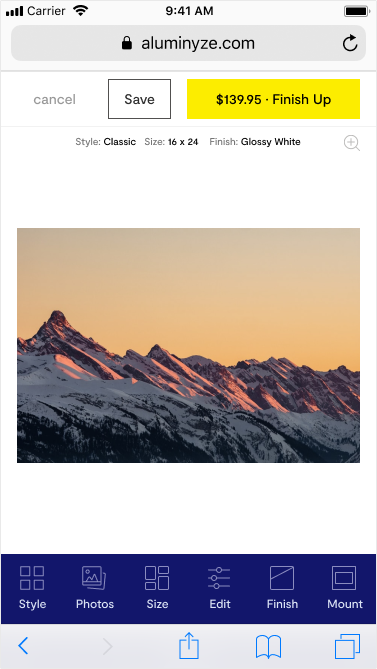 Carrier 9:41 AM
aluminyze.com
cancel Save $139.95 · Finish Up
Style: Classic Size: 16 x 24 Finish: Glossy White
Style Photos Size Edit Finish Mount